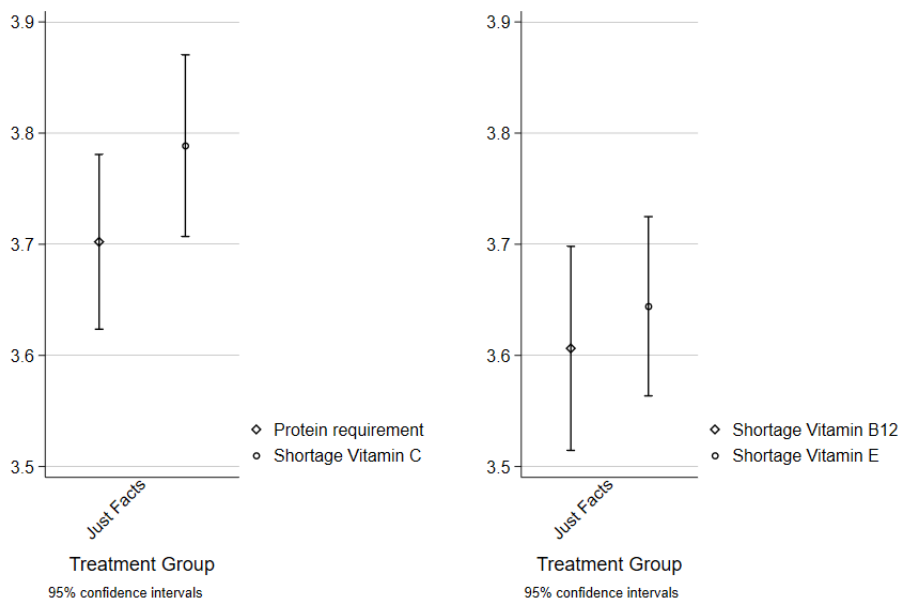 3.9
3.8
3.7
3.6
3.5
Just Facts
Treatment Group
95% confidence intervals
Protein requirement
Shortage Vitamin C
3.9
3.8
3.7
3.6
3.5
Just Facts
Treatment Group
95% confidence intervals
Shortage Vitamin B12
Shortage Vitamin E